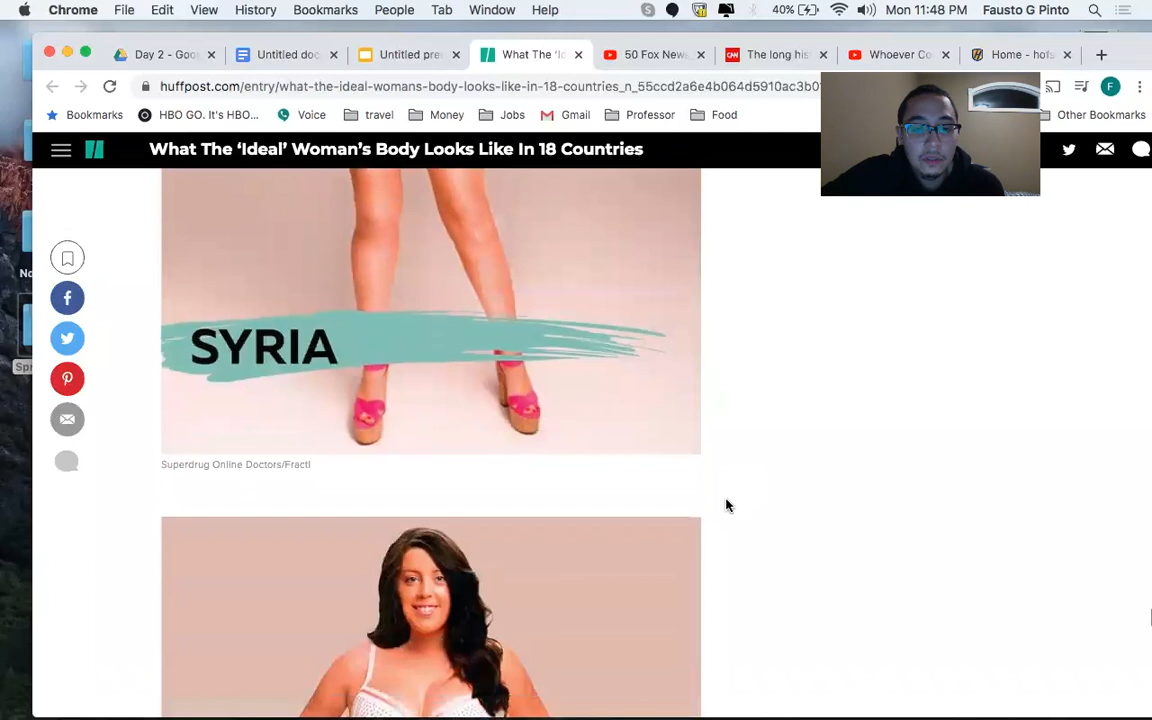 Chrome File Edit View History Bookmarks People Tab Window Help 40% Mon 11:48 PM Fausto G Pinto
Day 2 - Goog Untitled doc Untitled pre What The 'Id 50 Fox News CNN The long his Whoever Co Home - hofs
huffpost.com/entry/what-the-ideal-womans-body-looks-like-in-18-countries_n_55ccd2a6e4b064d5910ac3b0 F
Bookmarks HBO GO. It's HBO... Voice travel Money Jobs Gmail Professor Food Other Bookmarks
What The ‘Ideal’ Woman’s Body Looks Like In 18 Countries
SYRIA
Superdrug Online Doctors/Fractl